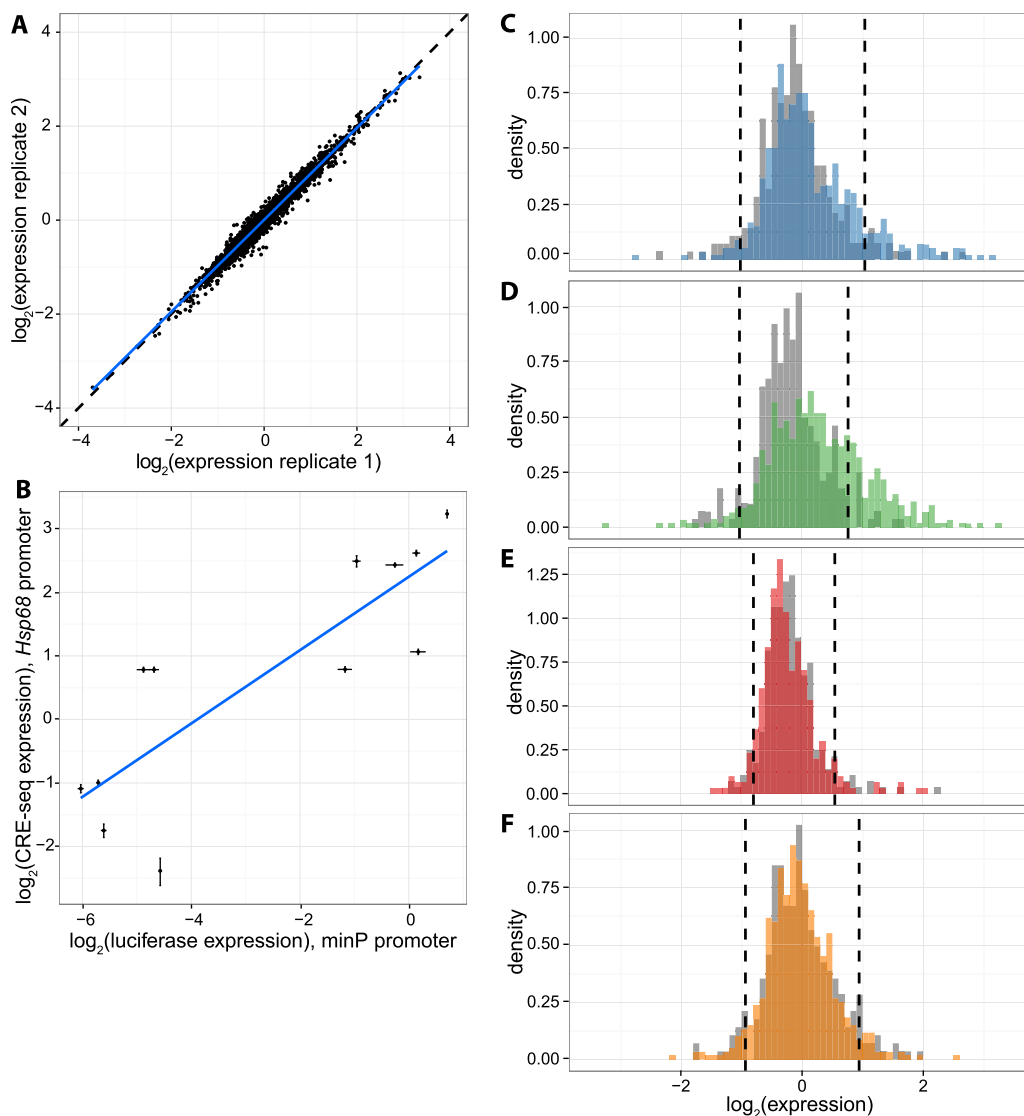 A
4
2
0
−2
−4
log2(expression replicate 2)
−4 −2 0 2 4
log2(expression replicate 1)
B
3
2
1
0
−1
−2
log2(CRE-seq expression), Hsp68 promoter
−6 −4 −2 0
log2(luciferase expression), minP promoter
C
1.00
0.75
0.50
0.25
0.00
density
D
1.00
0.75
0.50
0.25
0.00
density
E
1.25
1.00
0.75
0.50
0.25
0.00
density
F
1.00
0.75
0.50
0.25
0.00
density
−2 0 2
log2(expression)